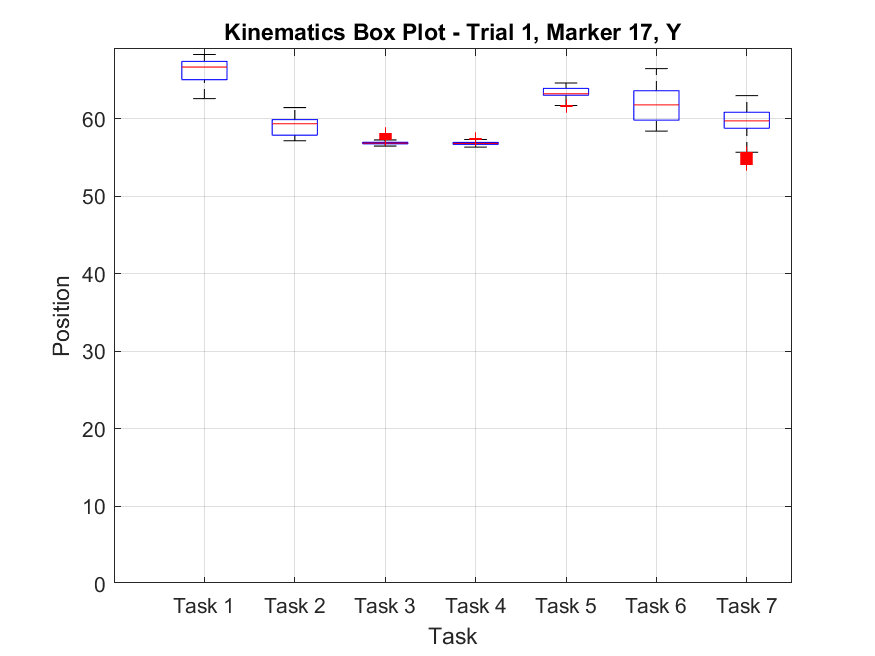 Kinematics Box Plot - Trial 1, Marker 17, Y
Position
60
50
40
30
20
10
0
Task 1 Task 2 Task 3 Task 4 Task 5 Task 6 Task 7
Task